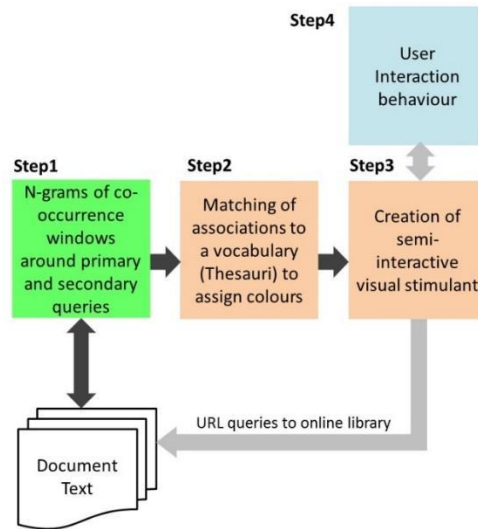 Step4
User
Interaction
behaviour
Step1
N-grams of co-
occurrence
windows
around primary
and secondary
queries
Step2
Matching of
associations to
a vocabulary
(Thesauri) to
assign colours
Step3
Creation of
semi-
interactive
visual stimulant
URL queries to online library
Document
Text